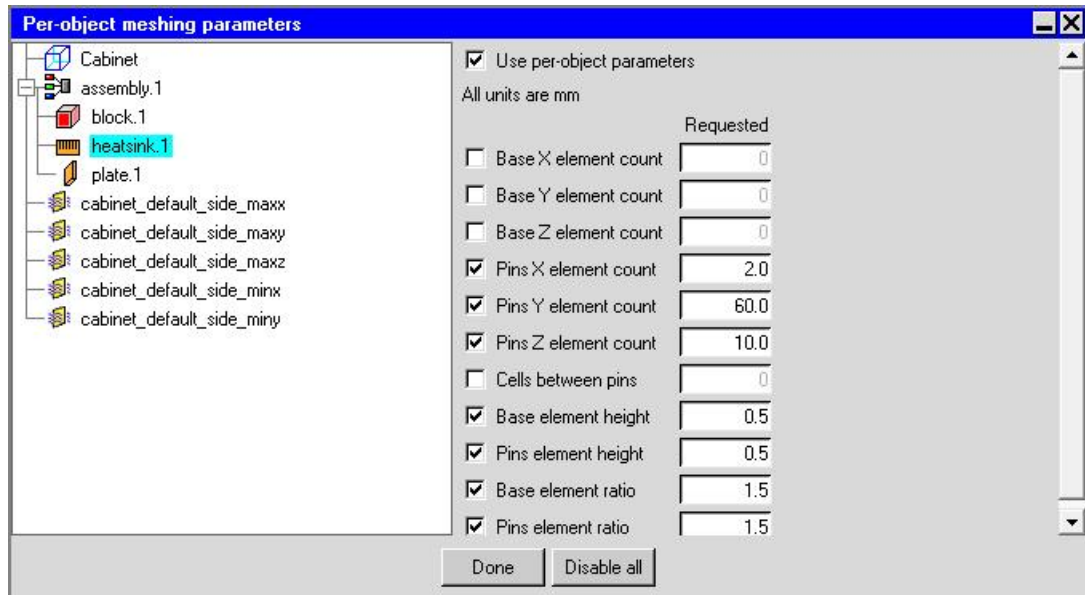 Per-object meshing parameters
Cabinet
assembly.1
block.1
heatsink.1
plate.1
cabinet_default_side_maxx
cabinet_default_side_maxy
cabinet_default_side_maxz
cabinet_default_side_minx
cabinet_default_side_miny
Use per-object parameters
All units are mm
Requested
Base X element count 0
Base Y element count 0
Base Z element count 0
Pins X element count 2.0
Pins Y element count 60.0
Pins Z element count 10.0
Cells between pins 0
Base element height 0.5
Pins element height 0.5
Base element ratio 1.5
Pins element ratio 1.5
Done Disable all